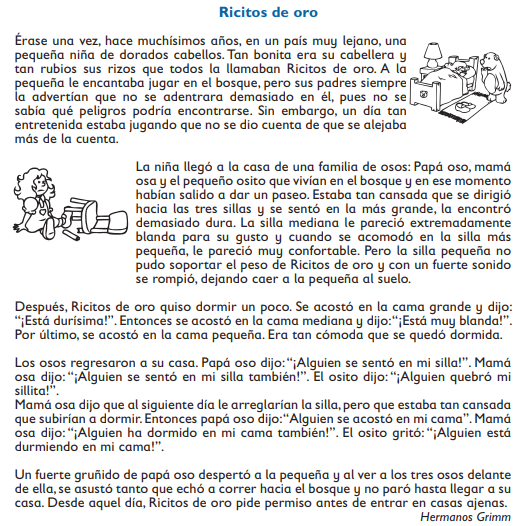 Ricitos de oro
Érase una vez, hace muchísimos años, en un país muy lejano, una
pequeña niña de dorados cabellos. Tan bonita era su cabellera y
tan rubios sus rizos que todos la llamaban Ricitos de oro. A la
pequeña le encantaba jugar en el bosque, pero sus padres siempre
la advertían que no se adentrara demasiado en él, pues no se
sabía qué peligros podría encontrarse. Sin embargo, un día tan
entretenida estaba jugando que no se dio cuenta de que se alejaba
más de la cuenta.
La niña llegó a la casa de una familia de osos: Papá oso, mamá
osa y el pequeño osito que vivían en el bosque y en ese momento
habían salido a dar un paseo. Estaba tan cansada que se dirigió
hacia las tres sillas y se sentó en la más grande, la encontró
demasiado dura. La silla mediana le pareció extremadamente
blanda para su gusto y cuando se acomodó en la silla más
pequeña, le pareció muy confortable. Pero la silla pequeña no
pudo soportar el peso de Ricitos de oro y con un fuerte sonido
se rompió, dejando caer a la pequeña al suelo.
Después, Ricitos de oro quiso dormir un poco. Se acostó en la cama grande y dijo:
“¡Está durísima!”. Entonces se acostó en la cama mediana y dijo:“¡Está muy blanda!”.
Por último, se acostó en la cama pequeña. Era tan cómoda que se quedó dormida.
Los osos regresaron a su casa. Papá oso dijo: “¡Alguien se sentó en mi silla!”. Mamá
osa dijo: “¡Alguien se sentó en mi silla también!”. El osito dijo: “¡Alguien quebró mi
sillita!”.
Mamá osa dijo que al siguiente día le arreglarían la silla, pero que estaba tan cansada
que subirían a dormir. Entonces papá oso dijo:“Alguien se acostó en mi cama”. Mamá
osa dijo: “¡Alguien ha dormido en mi cama también!”. El osito gritó: “¡Alguien está
durmiendo en mi cama!”.
Un fuerte gruñido de papá oso despertó a la pequeña y al ver a los tres osos delante
de ella, se asustó tanto que echó a correr hacia el bosque y no paró hasta llegar a su
casa. Desde aquel día, Ricitos de oro pide permiso antes de entrar en casas ajenas.
Hermanos Grimm